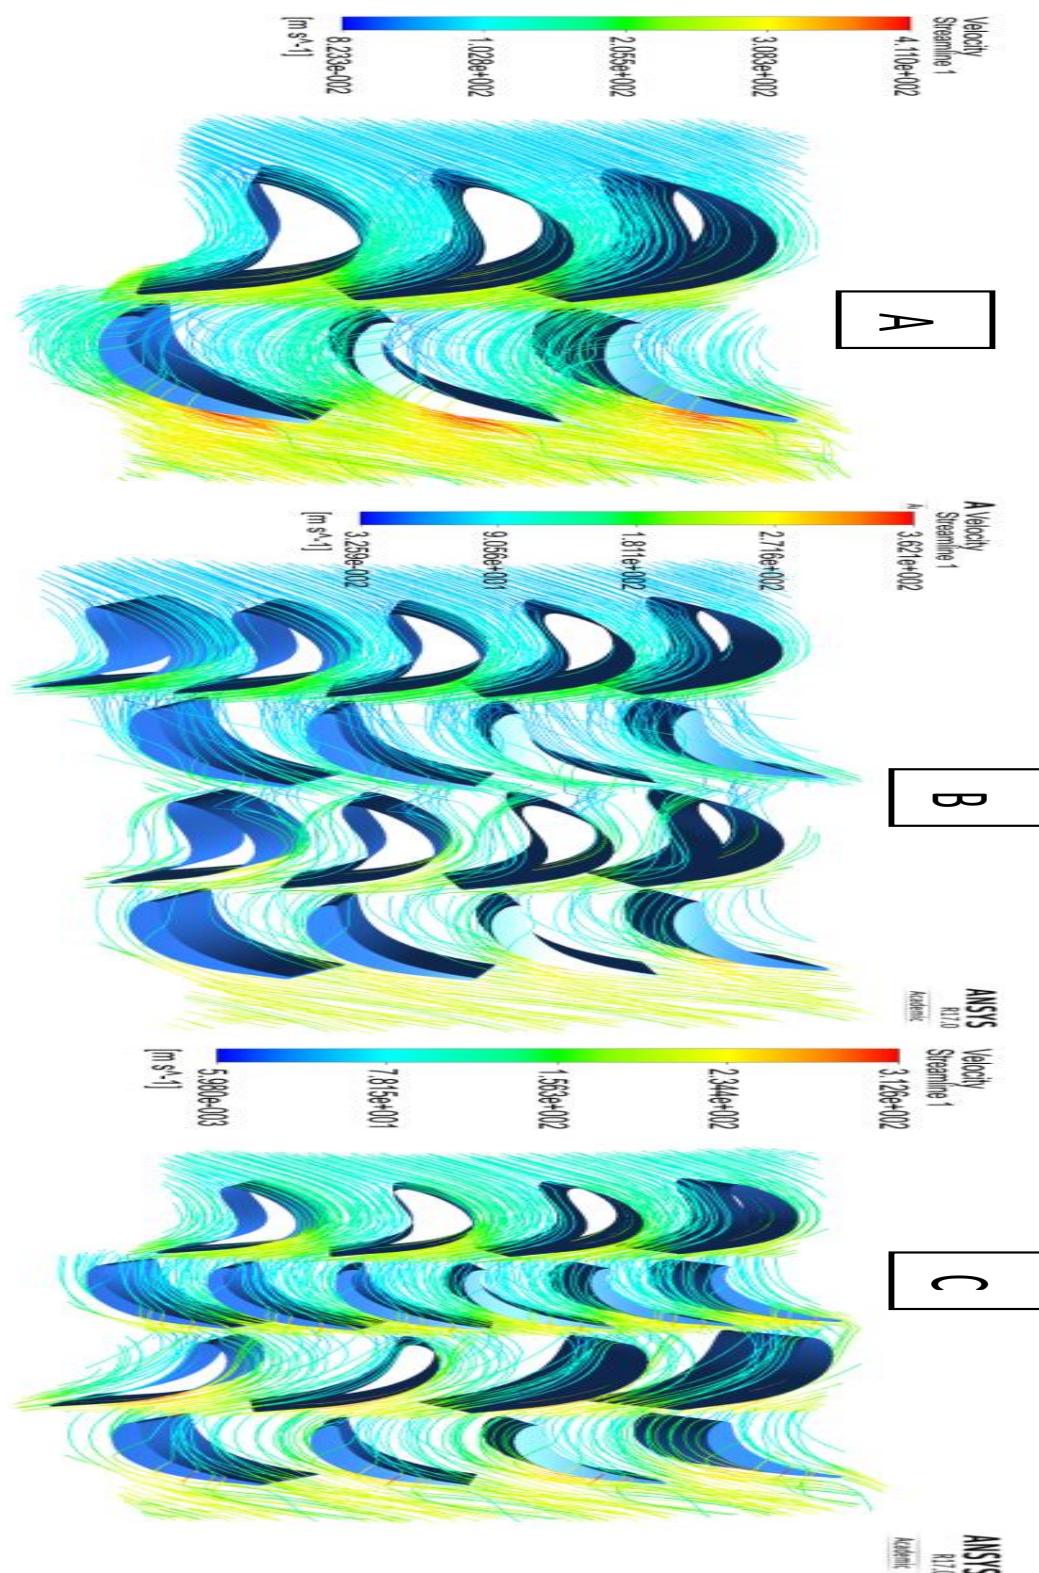 Velocity
Streamline 1
4.110e+002
3.083e+002
2.055e+002
1.028e+002
8.233e-002
[m s^-1]
A
A Velocity
Streamline 1
3.621e+002
2.716e+002
1.811e+002
9.056e+001
3.259e-002
[m s^-1]
B
ANSYS
R17.0
Academic
Velocity
Streamline 1
3.126e+002
2.344e+002
1.563e+002
7.815e+001
5.980e-003
[m s^-1]
C
ANSYS
Academic